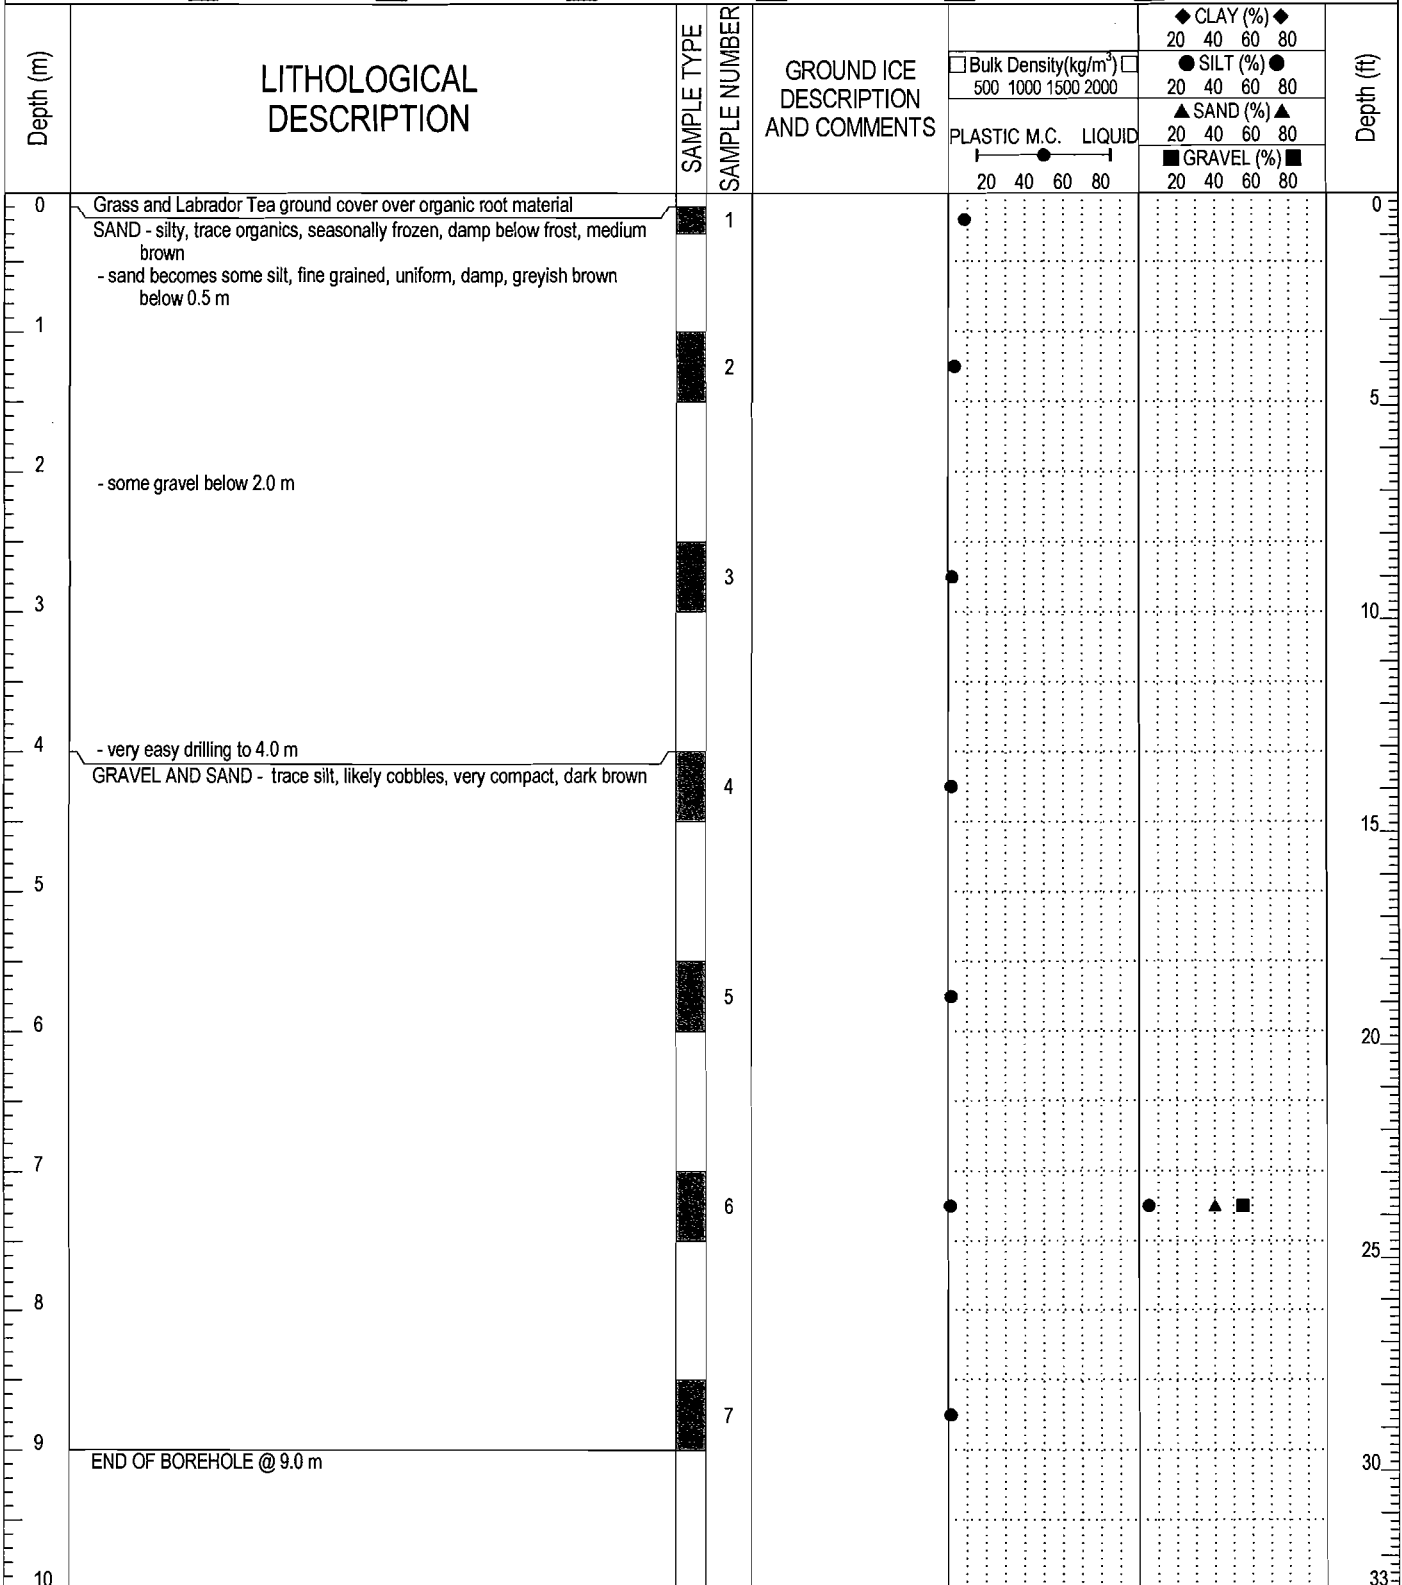 Depth (m)
LITHOLOGICAL
DESCRIPTION
SAMPLE TYPE
SAMPLE NUMBER
GROUND ICE
DESCRIPTION
AND COMMENTS
□ Bulk Density(kg/m³) □
500 1000 1500 2000
PLASTIC M.C. LIQUID
20 40 60 80
◆ CLAY (%) ◆
20 40 60 80
● SILT (%) ●
20 40 60 80
▲ SAND (%) ▲
20 40 60 80
■ GRAVEL (%) ■
20 40 60 80
Depth (ft)
0
Grass and Labrador Tea ground cover over organic root material
SAND - silty, trace organics, seasonally frozen, damp below frost, medium
brown
- sand becomes some silt, fine grained, uniform, damp, greyish brown
below 0.5 m
1
0
1
2
5
2
- some gravel below 2.0 m
3
3
10
4
- very easy drilling to 4.0 m
GRAVEL AND SAND - trace silt, likely cobbles, very compact, dark brown
4
15
5
5
6
20
7
6
25
8
7
9
END OF BOREHOLE @ 9.0 m
30
10
33